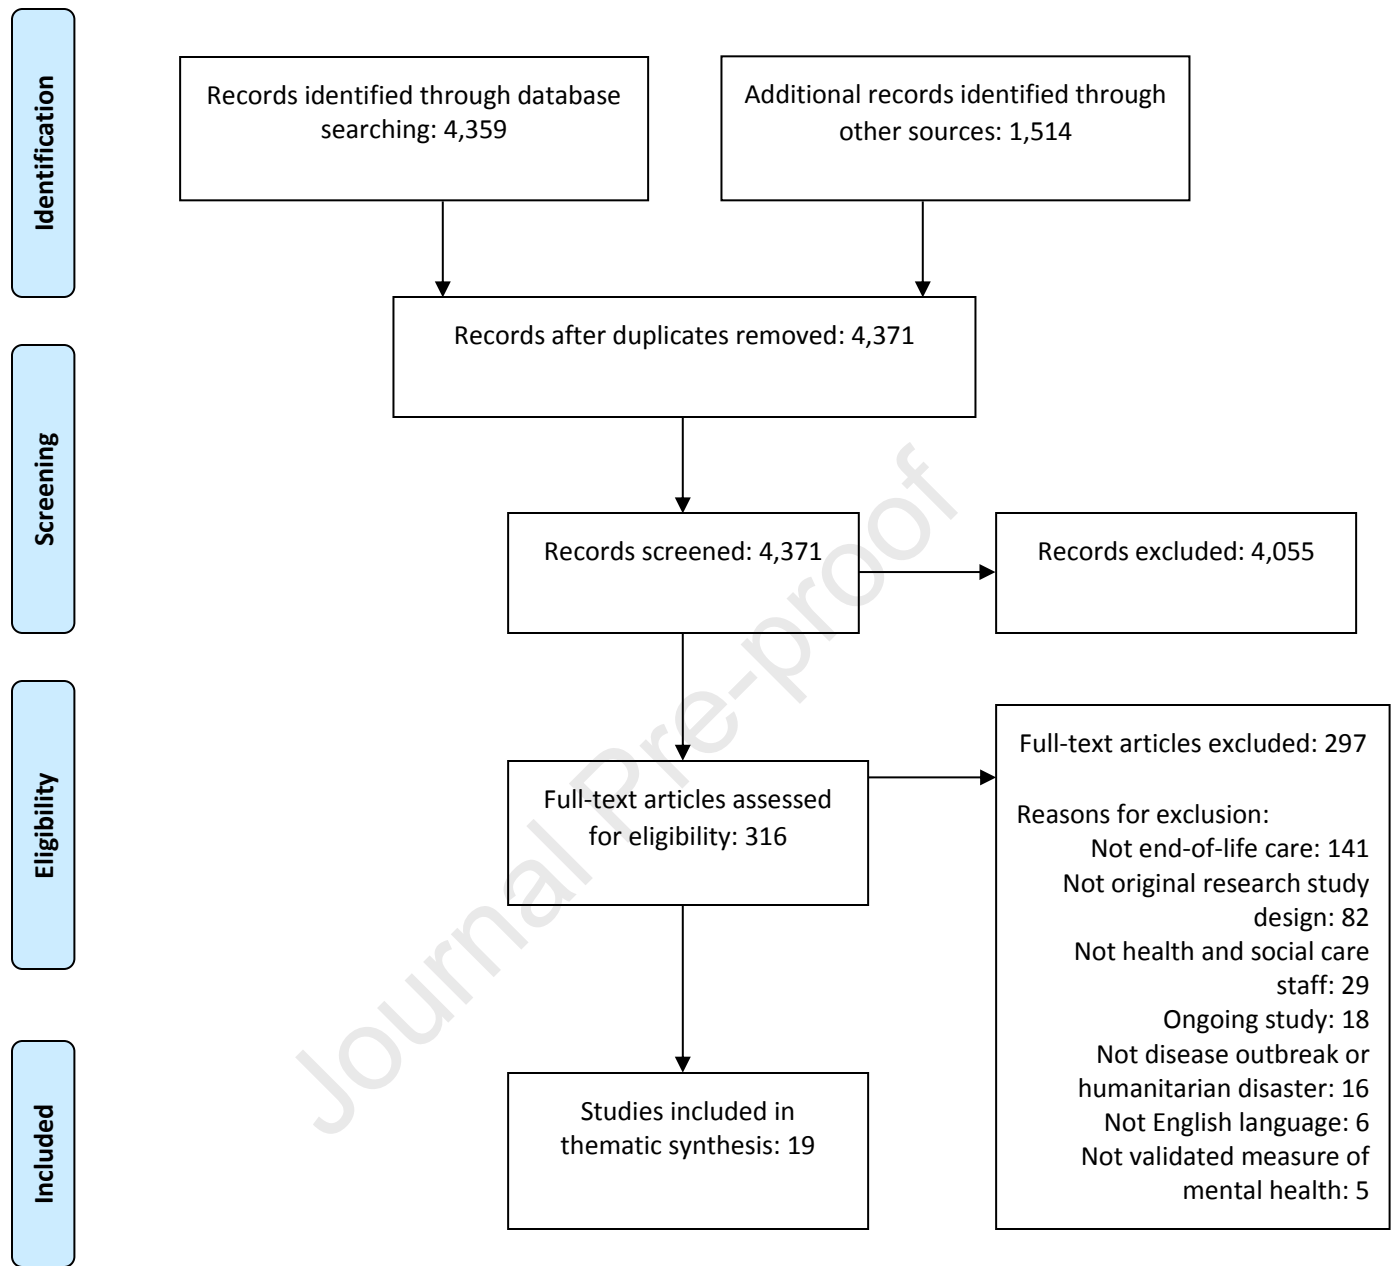 Identification
Records identified through database
searching: 4,359
Additional records identified through
other sources: 1,514
Records after duplicates removed: 4,371
Screening
Records screened: 4,371
Records excluded: 4,055
Eligibility
Full-text articles assessed
for eligibility: 316
Full-text articles excluded: 297
Reasons for exclusion:
Not end-of-life care: 141
Not original research study
design: 82
Not health and social care
staff: 29
Ongoing study: 18
Not disease outbreak or
humanitarian disaster: 16
Not English language: 6
Not validated measure of
mental health: 5
Included
Studies included in
thematic synthesis: 19
Journal Pre-proof